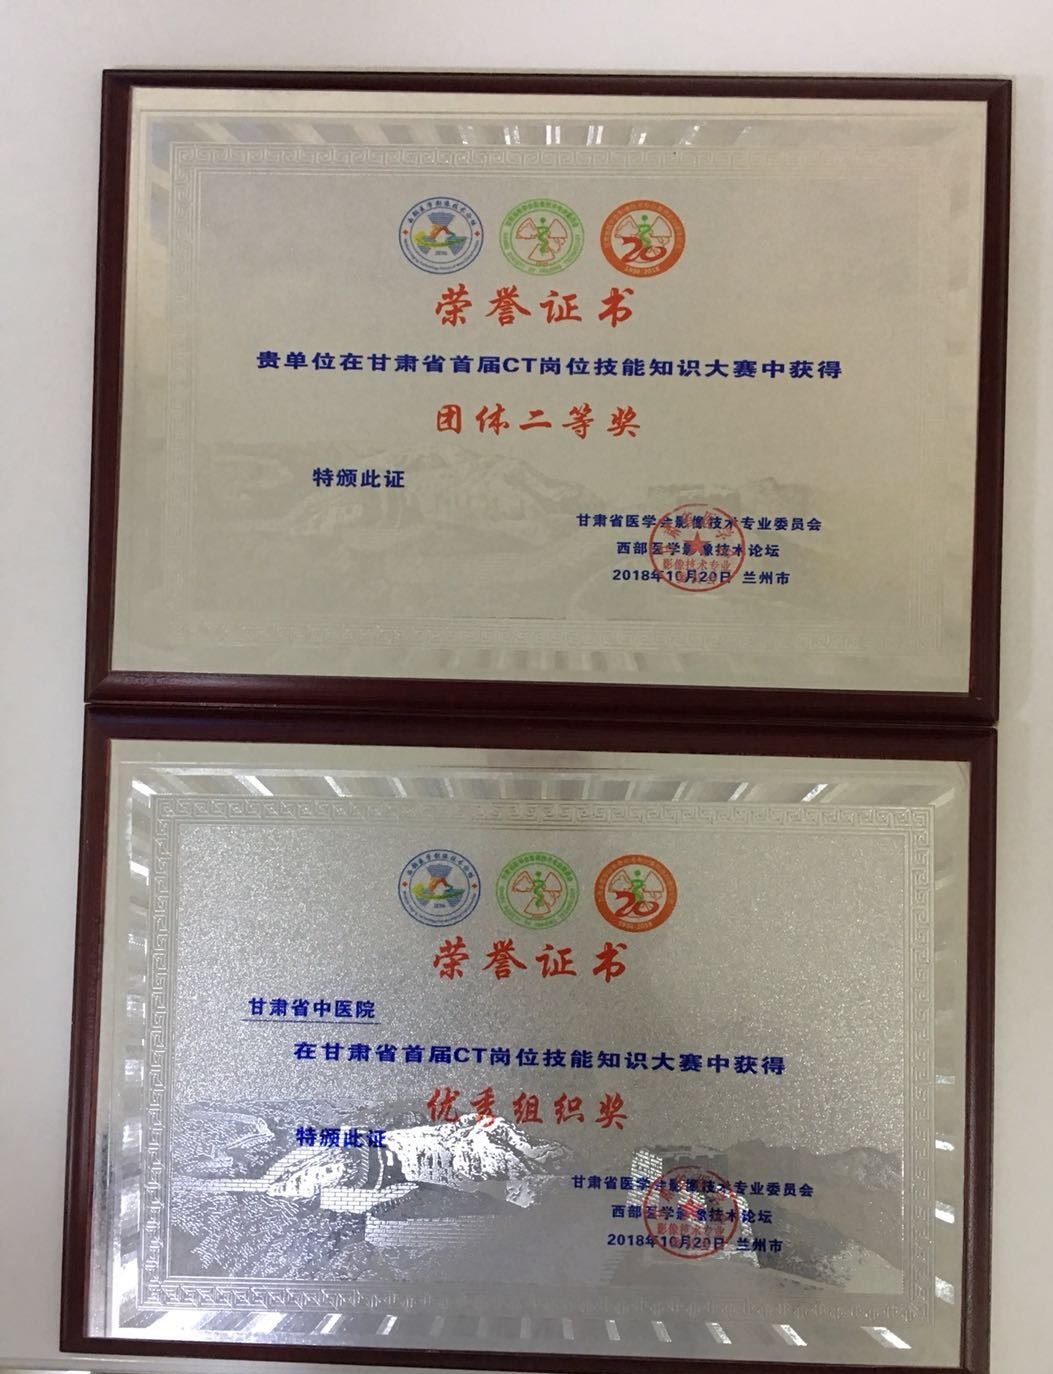 荣誉证书
贵单位在甘肃省首届CT岗位技能知识大赛中获得
团体二等奖
特颁此证
甘肃省医学会影像技术专业委员会
西部医学影像技术论坛
2018年10月20日 兰州市
荣誉证书
甘肃省中医院
在甘肃省首届CT岗位技能知识大赛中获得
优秀组织奖
特颁此证
甘肃省医学会影像技术专业委员会
西部医学影像技术论坛
2018年10月20日 兰州市